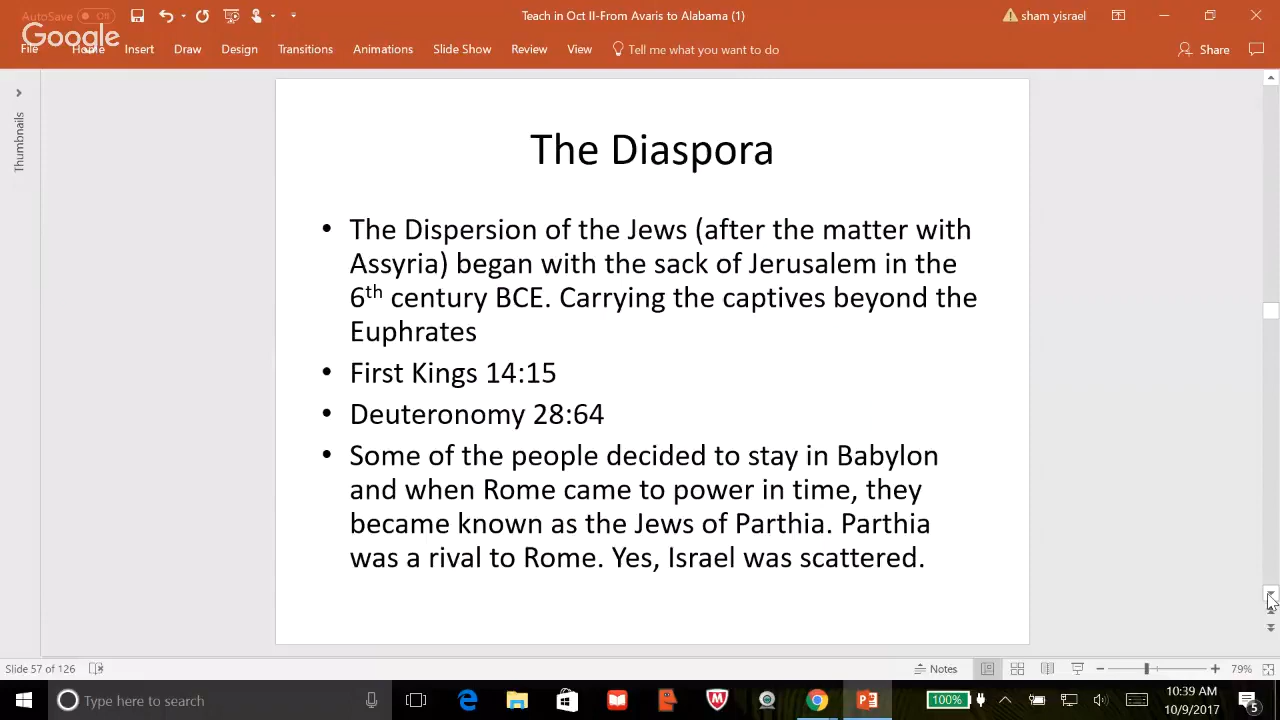 AutoSave Off
Teach in Oct II-From Avaris to Alabama (1)
sham yisrael
Google
File Home Insert Draw Design Transitions Animations Slide Show Review View Tell me what you want to do Share
Thumbnails
The Diaspora
• The Dispersion of the Jews (after the matter with
Assyria) began with the sack of Jerusalem in the
6th century BCE. Carrying the captives beyond the
Euphrates
• First Kings 14:15
• Deuteronomy 28:64
• Some of the people decided to stay in Babylon
and when Rome came to power in time, they
became known as the Jews of Parthia. Parthia
was a rival to Rome. Yes, Israel was scattered.
Slide 57 of 126
Notes
79%
Type here to search
100%
10:39 AM
10/9/2017
5